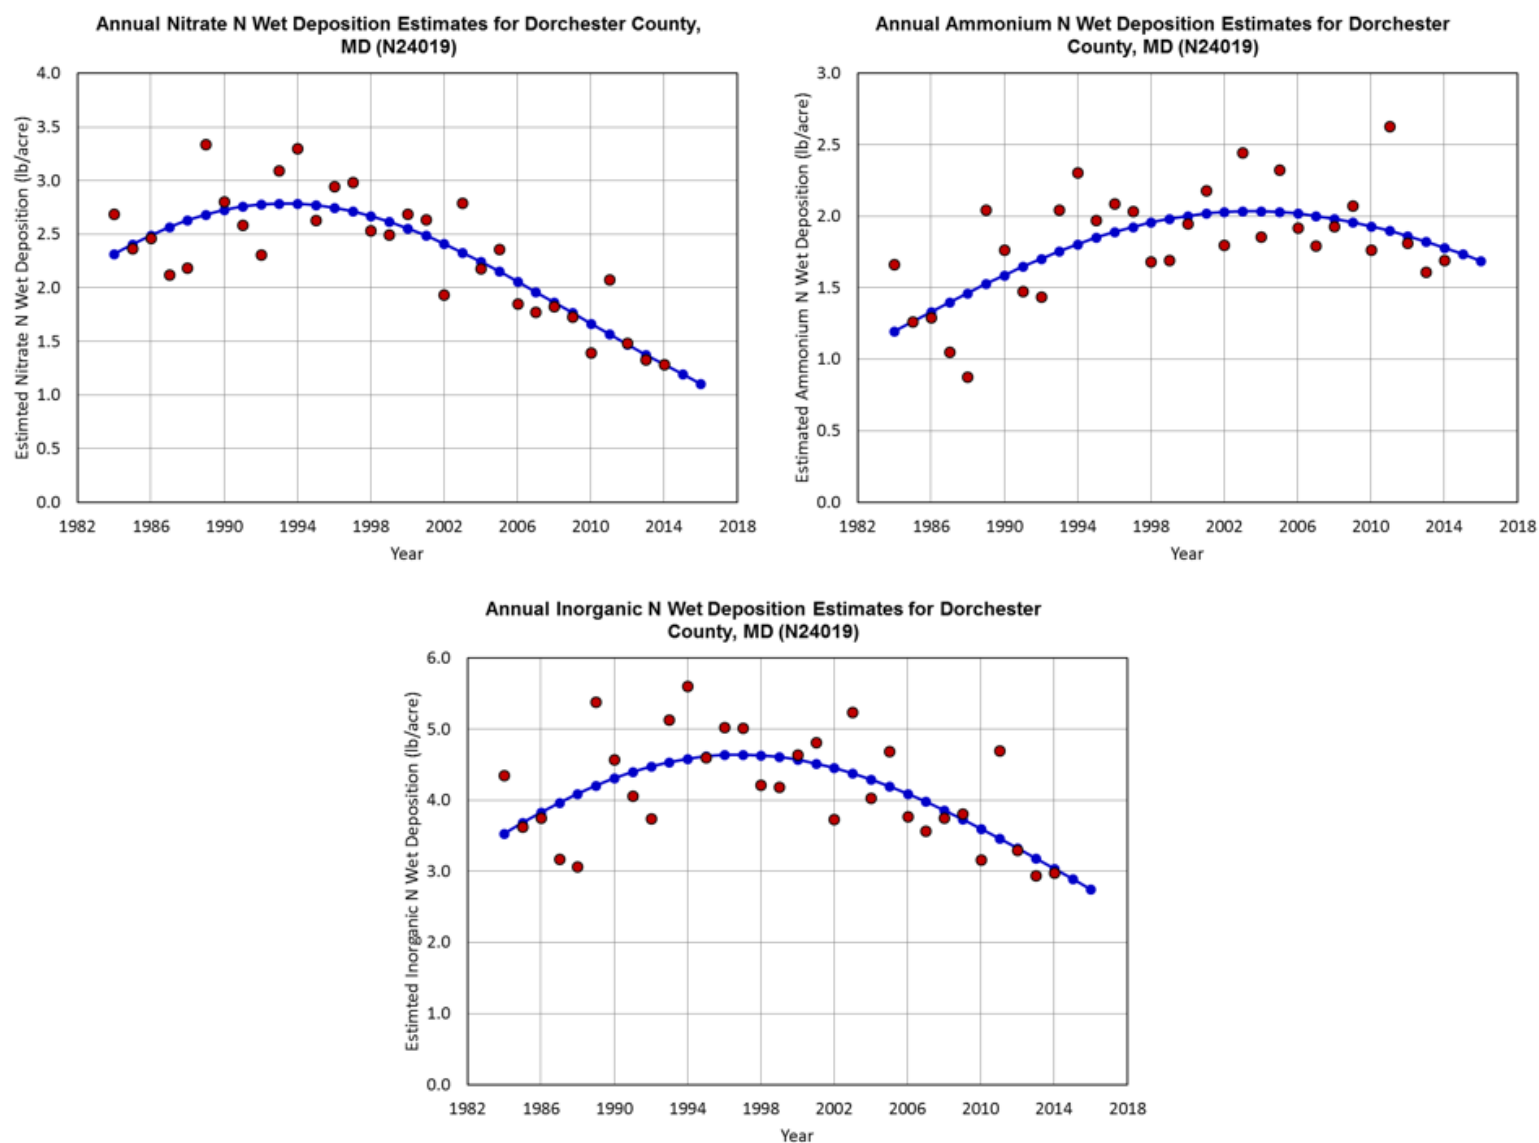 Annual Nitrate N Wet Deposition Estimates for Dorchester County,
MD (N24019)
Estimted Nitrate N Wet Deposition (lb/acre)
4.0
3.5
3.0
2.5
2.0
1.5
1.0
0.5
0.0
1982 1986 1990 1994 1998 2002 2006 2010 2014 2018
Year
Annual Ammonium N Wet Deposition Estimates for Dorchester
County, MD (N24019)
Estimated Ammonium N Wet Deposition (lb/acre)
3.0
2.5
2.0
1.5
1.0
0.5
0.0
1982 1986 1990 1994 1998 2002 2006 2010 2014 2018
Year
Annual Inorganic N Wet Deposition Estimates for Dorchester
County, MD (N24019)
Estimted Inorganic N Wet Deposition (lb/acre)
6.0
5.0
4.0
3.0
2.0
1.0
0.0
1982 1986 1990 1994 1998 2002 2006 2010 2014 2018
Year